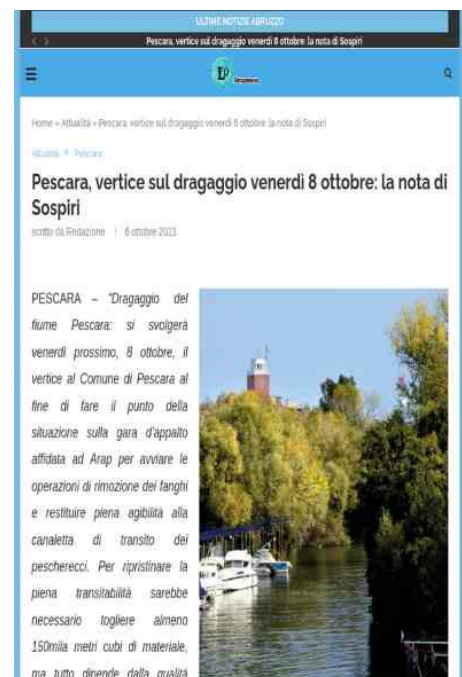 ULTIME NOTIZIE ABRUZZO
Pescara, vertice sul dragaggio venerdì 8 ottobre: la nota di Sospiri
Home » Attualità » Pescara, vertice sul dragaggio venerdì 8 ottobre: la nota di Sospiri
Attualità
Pescara
Pescara, vertice sul dragaggio venerdì 8 ottobre: la nota di
Sospiri
scritto da Redazione | 6 ottobre 2021
PESCARA – "Dragaggio del
fiume Pescara: si svolgerà
venerdì prossimo, 8 ottobre, il
vertice al Comune di Pescara al
fine di fare il punto della
situazione sulla gara d'appalto
affidata ad Arap per avviare le
operazioni di rimozione dei fanghi
e restituire piena agibilità alla
canaletta di transito dei
pescherecci. Per ripristinare la
piena transitabilità sarebbe
necessario togliere almeno
150mila metri cubi di materiale,
ma tutto dipende dalla qualità